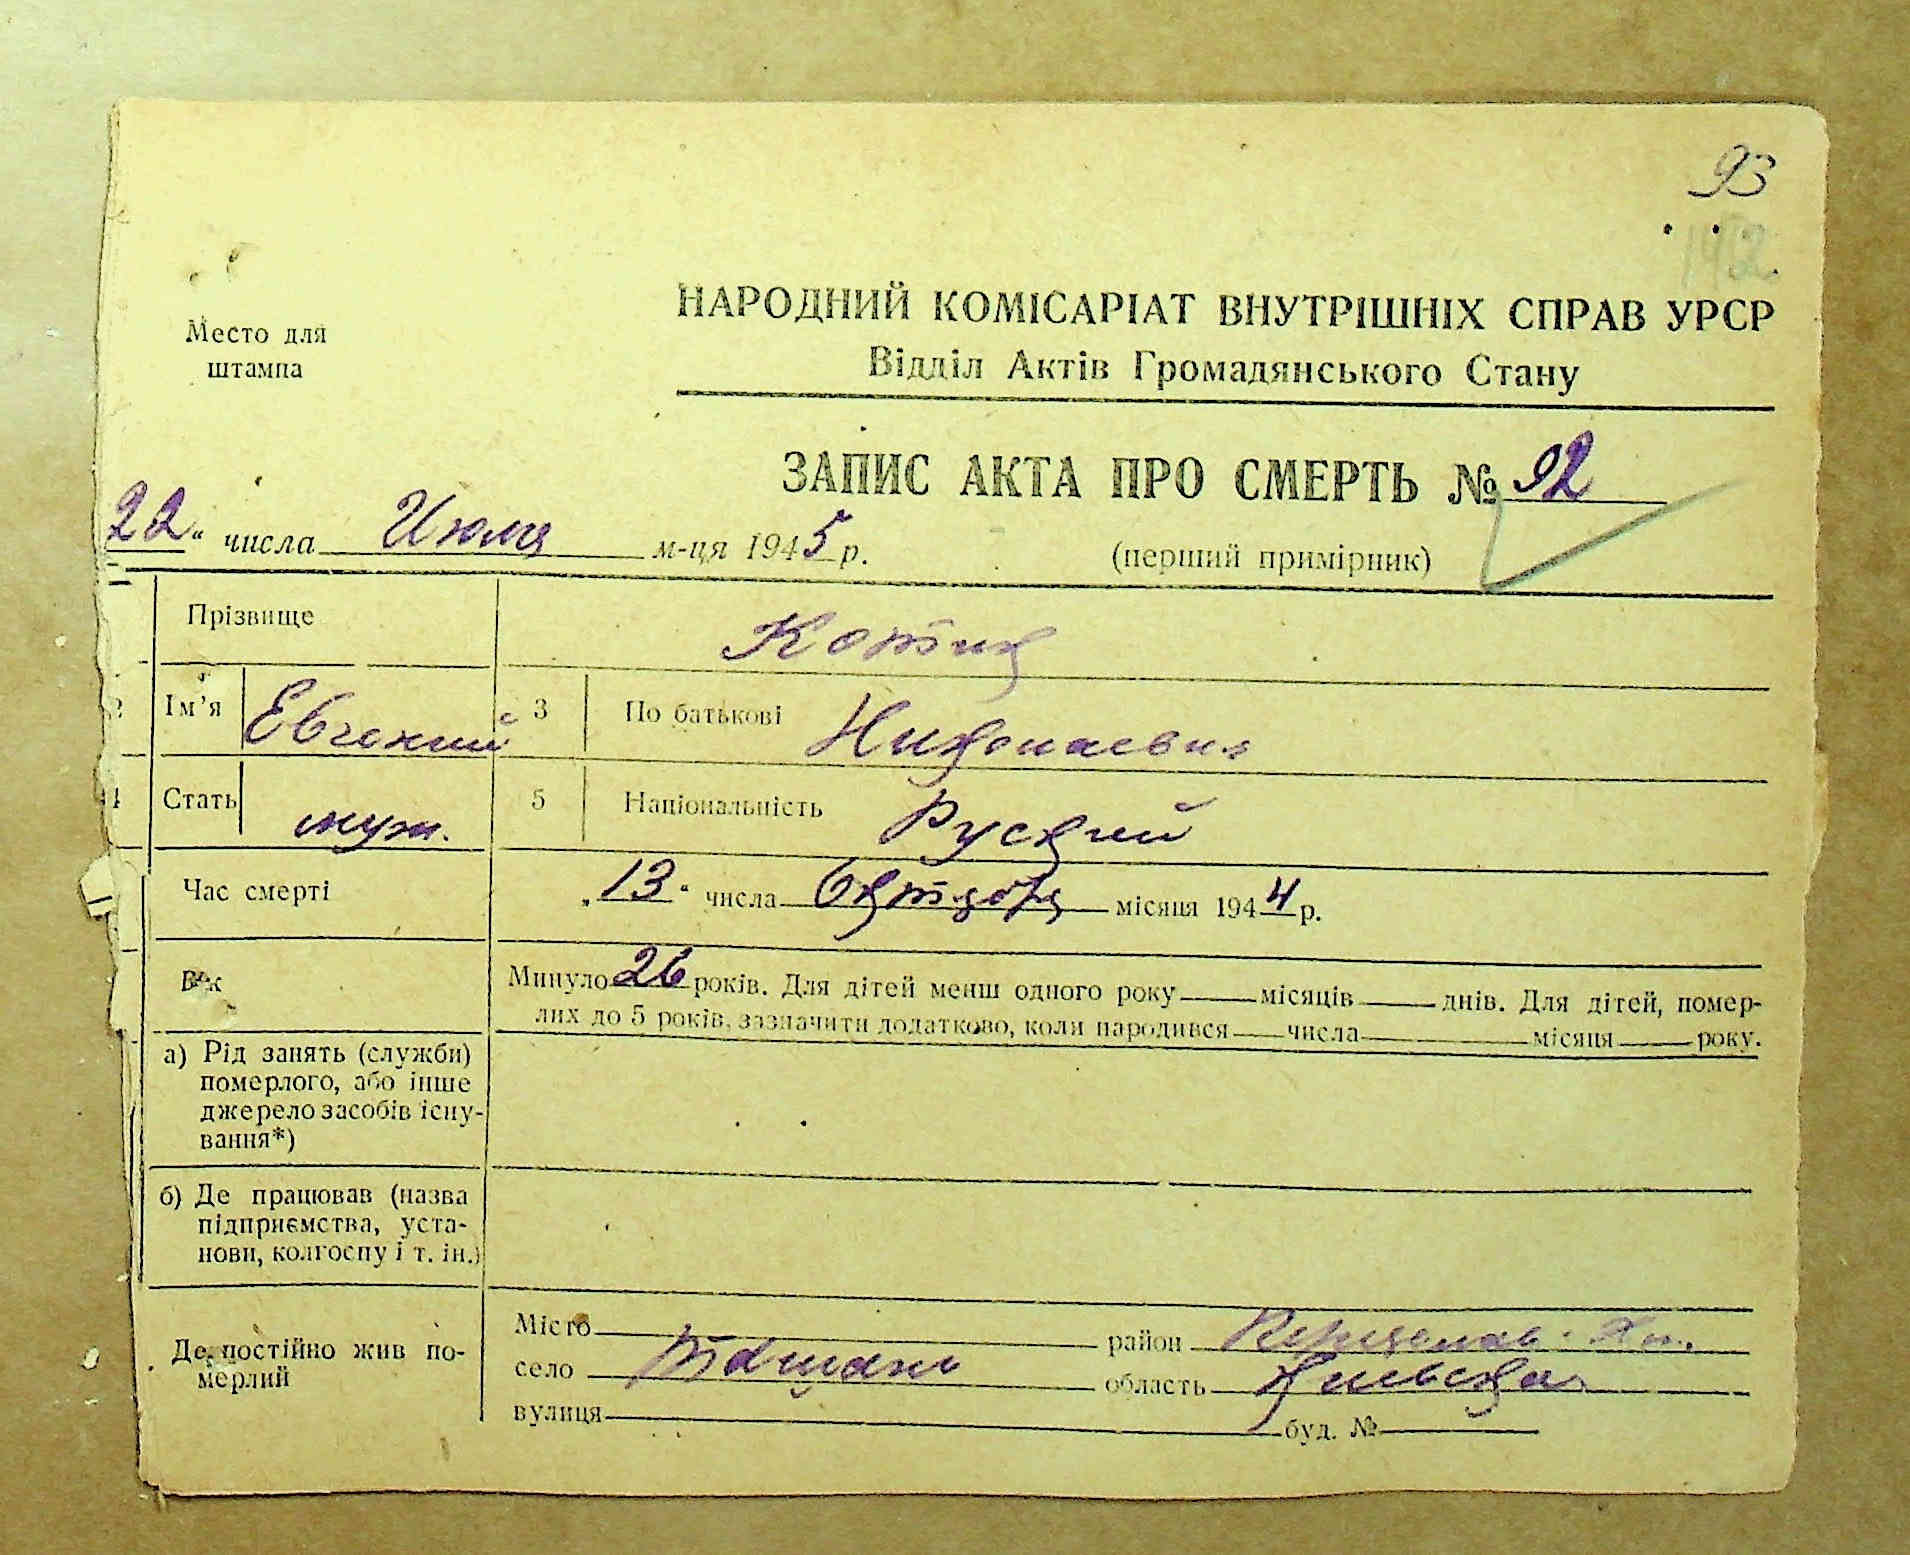 93
НАРОДНИЙ КОМІСАРІАТ ВНУТРІШНІХ СПРАВ УРСР
Відділ Актів Громадянського Стану
Место для
штампа
ЗАПИС АКТА ПРО СМЕРТЬ № 92
22" числа Июля м-ця 1945 р. (перший примірник)
Прізвище
Ім'я Евгений 3 По батькові Николаевич
4 Стать муж. 5 Національність Руский
Час смерті „13" числа Октября місяця 1944 р.
Вік Минуло 26 років. Для дітей менш одного року місяців днів. Для дітей, помер-
лих до 5 років, зазначити додатково, коли народився числа місяця року.
а) Рід занять (служби)
померлого, або інше
джерело засобів існу-
вання*)
б) Де працював (назва
підприємства, уста-
нови, колгоспу і т. ін.)
Де постійно жив по-
мерлий
Місто район
село область Киевская
вулиця буд. №